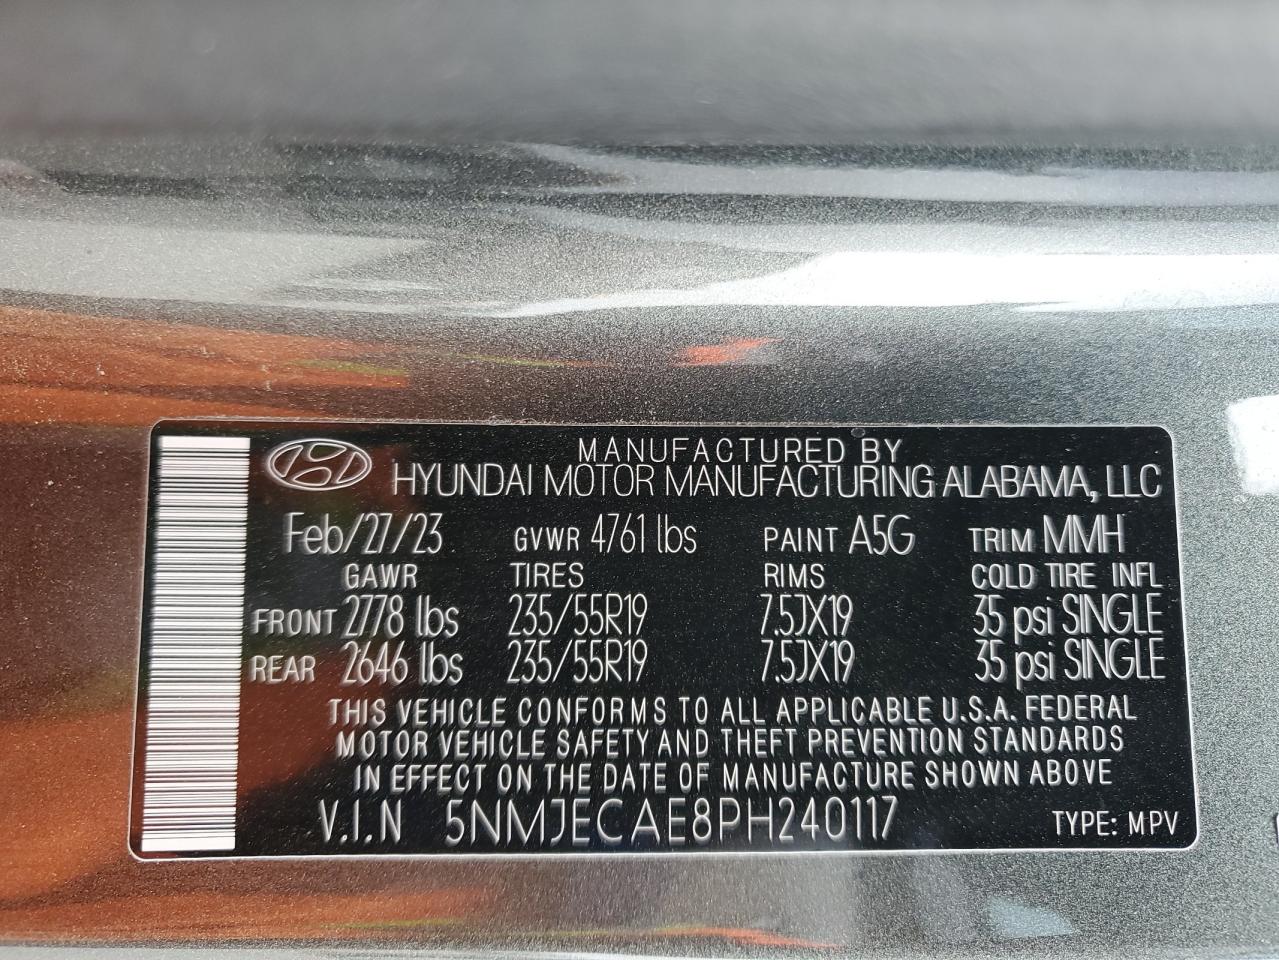 MANUFACTURED BY
HYUNDAI MOTOR MANUFACTURING ALABAMA, LLC
Feb/27/23 GVWR 4761 lbs PAINT A5G TRIM MMH
GAWR TIRES RIMS COLD TIRE INFL
FRONT 2778 lbs 235/55R19 7.5JX19 35 psi SINGLE
REAR 2646 lbs 235/55R19 7.5JX19 35 psi SINGLE
THIS VEHICLE CONFORMS TO ALL APPLICABLE U.S.A. FEDERAL
MOTOR VEHICLE SAFETY AND THEFT PREVENTION STANDARDS
IN EFFECT ON THE DATE OF MANUFACTURE SHOWN ABOVE
V.I.N 5NMJECAE8PH240117 TYPE: MPV